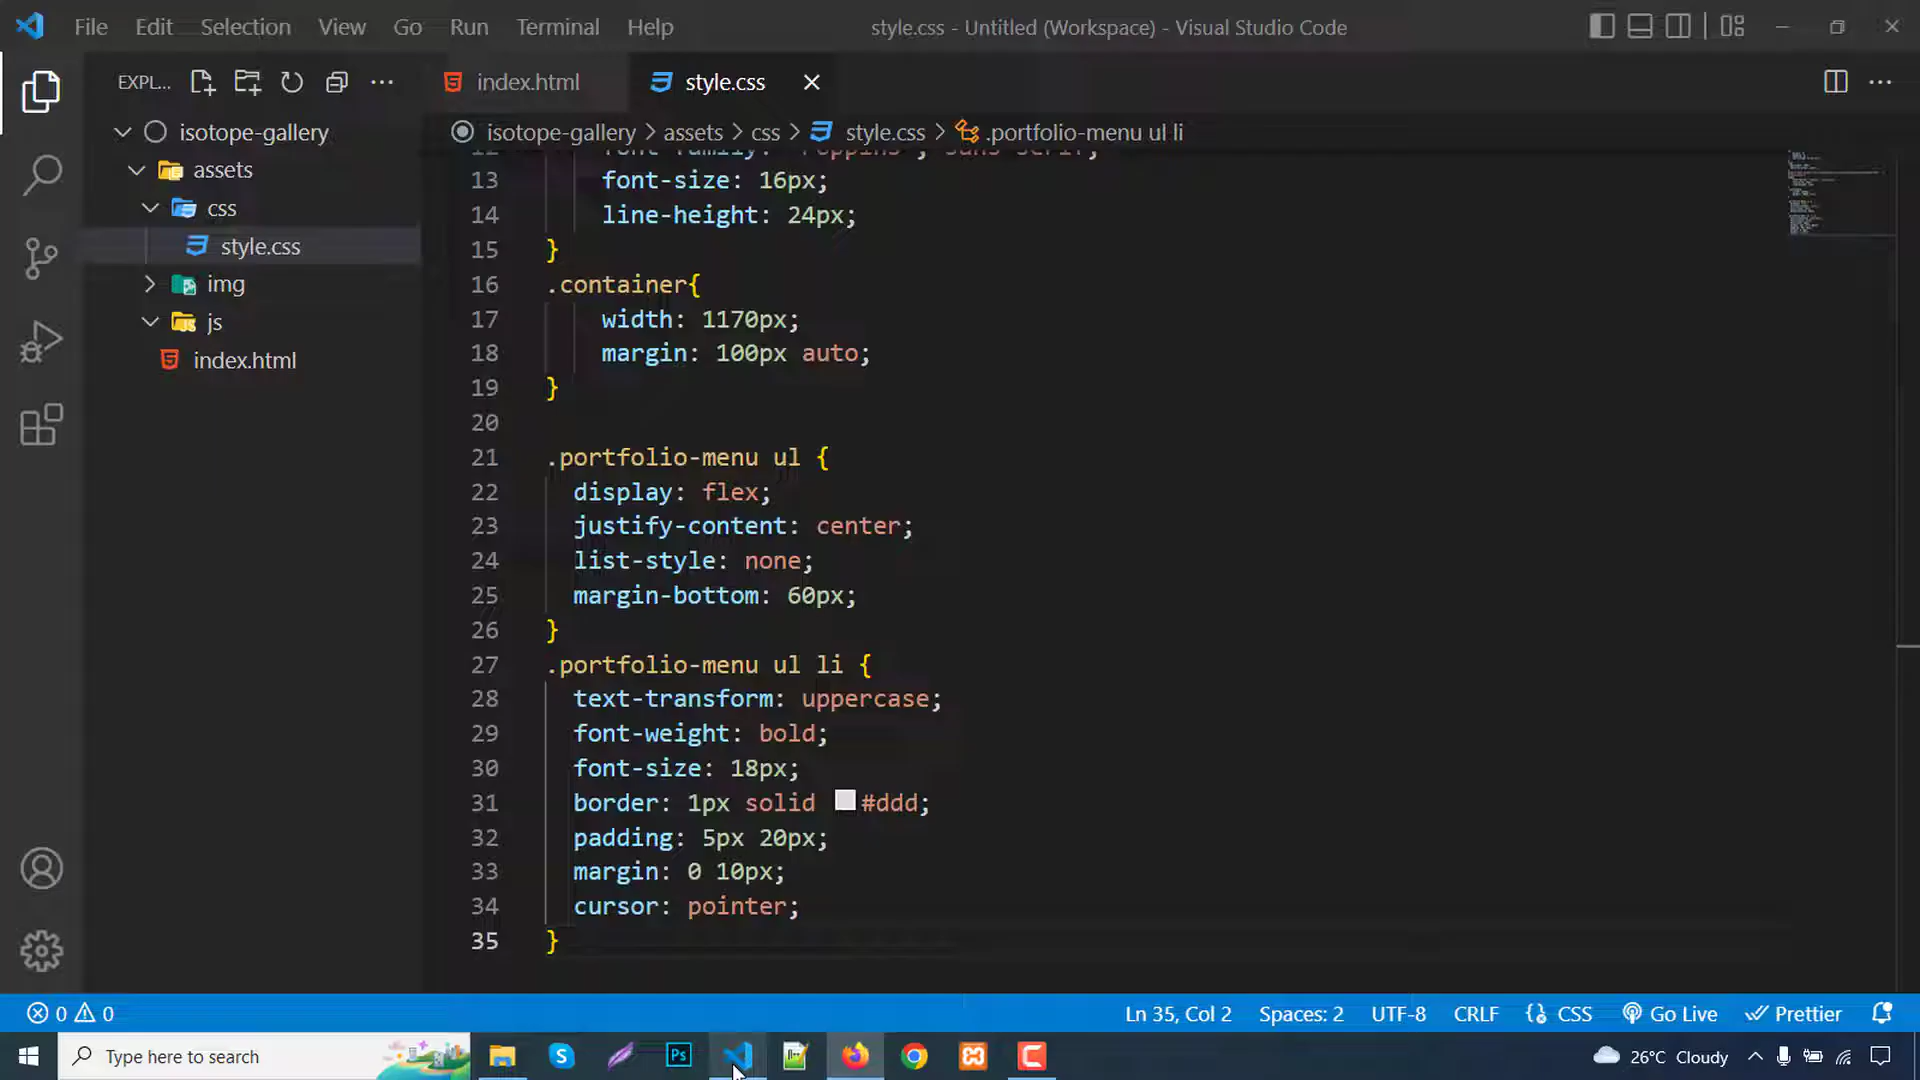 File Edit Selection View Go Run Terminal Help
style.css - Untitled (Workspace) - Visual Studio Code
EXPL...
index.html
style.css
isotope-gallery
isotope-gallery > assets > css > style.css > .portfolio-menu ul li
assets
css
style.css
img
js
index.html
13 font-size: 16px;
14 line-height: 24px;
15 }
16 .container{
17 width: 1170px;
18 margin: 100px auto;
19 }
20
21 .portfolio-menu ul {
22 display: flex;
23 justify-content: center;
24 list-style: none;
25 margin-bottom: 60px;
26 }
27 .portfolio-menu ul li {
28 text-transform: uppercase;
29 font-weight: bold;
30 font-size: 18px;
31 border: 1px solid #ddd;
32 padding: 5px 20px;
33 margin: 0 10px;
34 cursor: pointer;
35 }
0 0
Ln 35, Col 2 Spaces: 2 UTF-8 CRLF CSS Go Live Prettier
Type here to search
Ps
26°C Cloudy